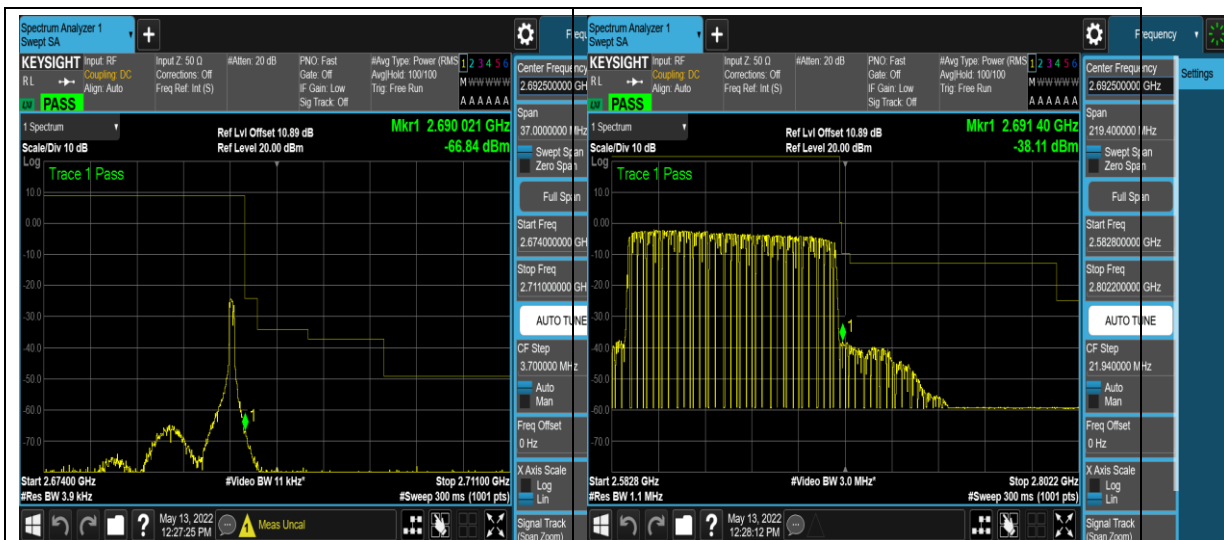 Spectrum Analyzer 1
Swept SA
+
Frequ
KEYSIGHT
RL
Input: RF
Coupling: DC
Align: Auto
Input Z: 50 Ω
Corrections: Off
Freq Ref: Int (S)
#Atten: 20 dB
PNO: Fast
Gate: Off
IF Gain: Low
Sig Track: Off
#Avg Type: Power (RMS
Avg|Hold: 100/100
Trig: Free Run
1 2 3 4 5 6
M W W W W W
A A A A A A
PASS
1 Spectrum
Scale/Div 10 dB
Ref Lvl Offset 10.89 dB
Ref Level 20.00 dBm
Mkr1 2.690 021 GHz
-66.84 dBm
Log
Trace 1 Pass
10.0
0.00
-10.0
-20.0
-30.0
-40.0
-50.0
-60.0
-70.0
1
Start 2.67400 GHz
#Res BW 3.9 kHz
#Video BW 11 kHz*
Stop 2.71100 GHz
#Sweep 300 ms (1001 pts)
?
May 13, 2022
12:27:25 PM
Meas Uncal
Center Frequency
2.692500000 GH
Span
37.0000000 MHz
Swept Span
Zero Span
Full Span
Start Freq
2.674000000 GH
Stop Freq
2.711000000 GH
AUTO TUNE
CF Step
3.700000 MHz
Auto
Man
Freq Offset
0 Hz
X Axis Scale
Log
Lin
Signal Track
(Span Zoom)
Spectrum Analyzer 1
Swept SA
+
Frequency
Settings
KEYSIGHT
RL
Input: RF
Coupling: DC
Align: Auto
Input Z: 50 Ω
Corrections: Off
Freq Ref: Int (S)
#Atten: 20 dB
PNO: Fast
Gate: Off
IF Gain: Low
Sig Track: Off
#Avg Type: Power (RMS
Avg|Hold: 100/100
Trig: Free Run
1 2 3 4 5 6
M W W W W W
A A A A A A
PASS
1 Spectrum
Scale/Div 10 dB
Ref Lvl Offset 10.89 dB
Ref Level 20.00 dBm
Mkr1 2.691 40 GHz
-38.11 dBm
Log
Trace 1 Pass
10.0
0.00
-10.0
-20.0
-30.0
-40.0
-50.0
-60.0
-70.0
1
Start 2.5828 GHz
#Res BW 1.1 MHz
#Video BW 3.0 MHz*
Stop 2.8022 GHz
#Sweep 300 ms (1001 pts)
?
May 13, 2022
12:28:12 PM
Center Frequency
2.692500000 GHz
Span
219.400000 MHz
Swept Span
Zero Span
Full Span
Start Freq
2.582800000 GHz
Stop Freq
2.802200000 GHz
AUTO TUNE
CF Step
21.940000 MHz
Auto
Man
Freq Offset
0 Hz
X Axis Scale
Log
Lin
Signal Track
(Span Zoom)